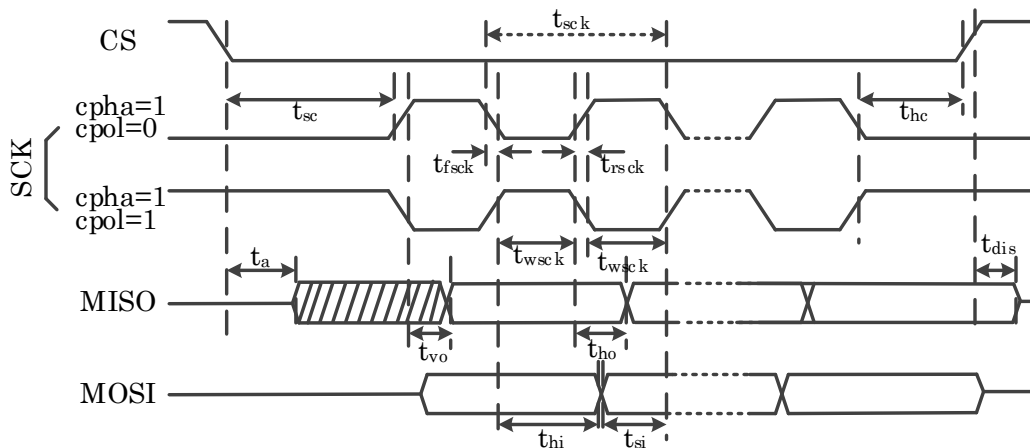 t_sck
CS
cpha=1
cpol=0
t_sc
t_hc
SCK
t_fsck
t_rsck
cpha=1
cpol=1
t_wsck
t_wsck
t_a
t_dis
MISO
t_vo
t_ho
MOSI
t_hi
t_si